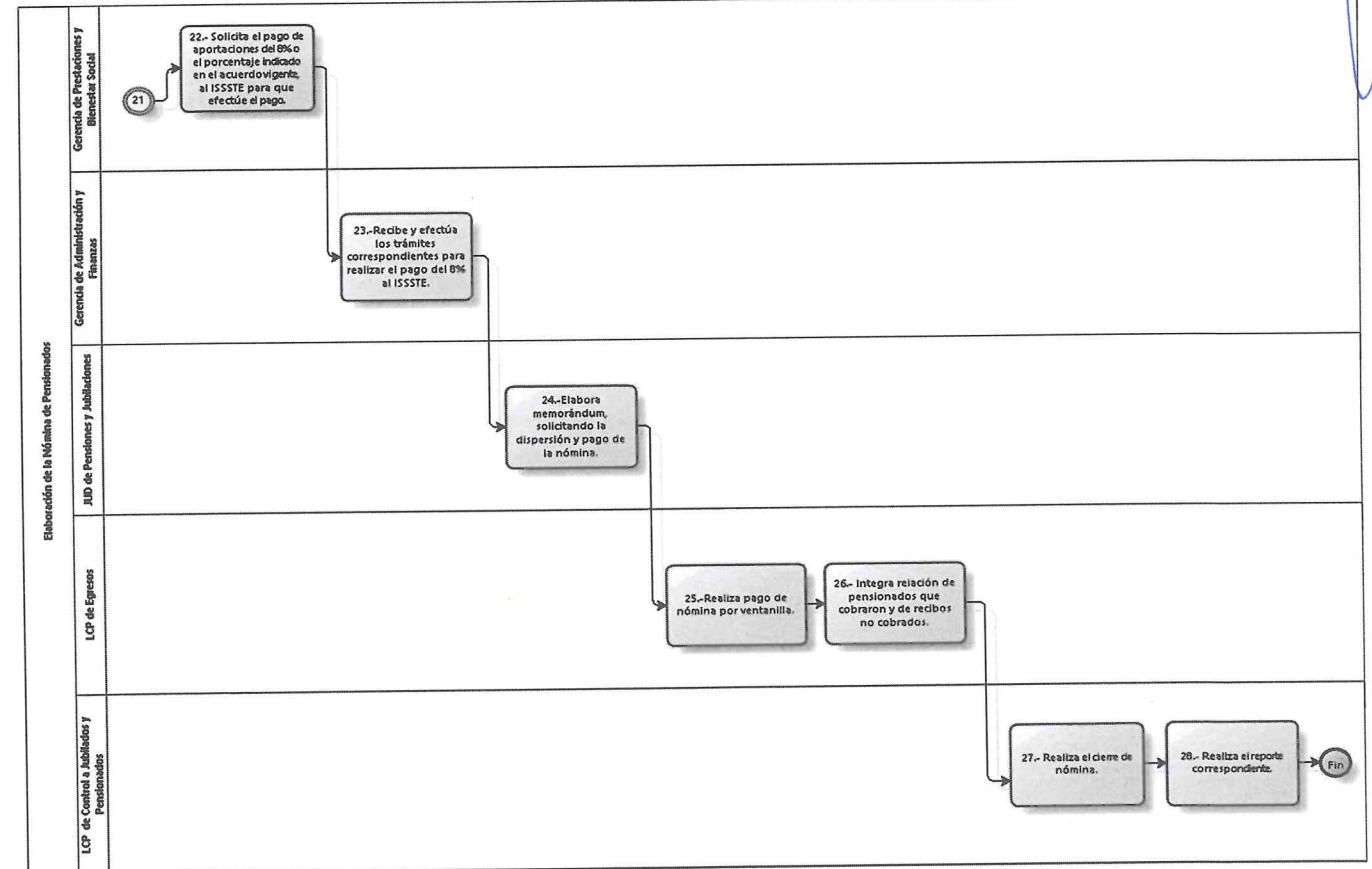 Elaboración de la Nómina de Pensionados
Gerencia de Prestaciones y
Bienestar Social
21
22.- Solicita el pago de
aportaciones del 8% o
el porcentaje indicado
en el acuerdo vigente,
al ISSSTE para que
efectúe el pago.
Gerencia de Administración y
Finanzas
23.-Recibe y efectúa
los trámites
correspondientes para
realizar el pago del 8%
al ISSSTE.
JUD de Pensiones y Jubilaciones
24.-Elabora
memorándum,
solicitando la
dispersión y pago de
la nómina.
LCP de Egresos
25.-Realiza pago de
nómina por ventanilla.
26.- Integra relación de
pensionados que
cobraron y de recibos
no cobrados.
LCP de Control a Jubilados y
Pensionados
27.- Realiza el cierre de
nómina.
28.- Realiza el reporte
correspondiente.
Fin